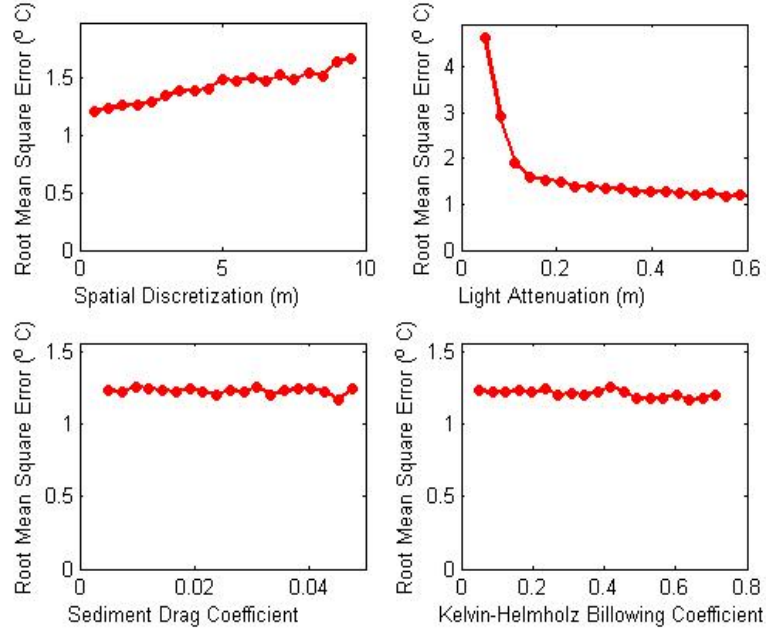 Root Mean Square Error (º C)
1.5
1
0.5
0
0 5 10
Spatial Discretization (m)
Root Mean Square Error (º C)
4
3
2
1
0
0 0.2 0.4 0.6
Light Attenuation (m)
Root Mean Square Error (º C)
1.5
1
0.5
0
0 0.02 0.04
Sediment Drag Coefficient
Root Mean Square Error (º C)
1.5
1
0.5
0
0 0.2 0.4 0.6 0.8
Kelvin-Helmholz Billowing Coefficient